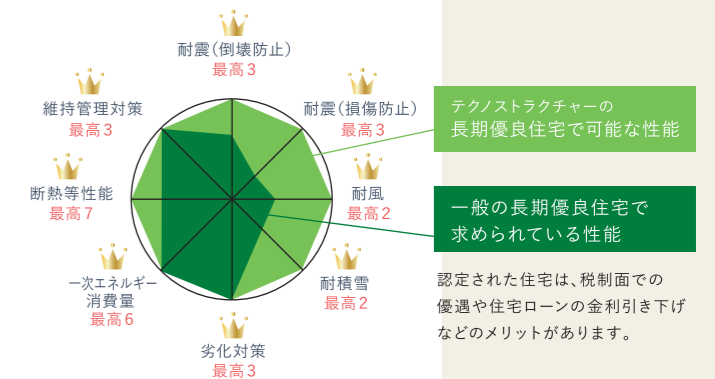 耐震(倒壊防止)
最高3
耐震(損傷防止)
最高3
耐風
最高2
耐積雪
最高2
劣化対策
最高3
一次エネルギー
消費量
最高6
断熱等性能
最高7
維持管理対策
最高3
テクノストラクチャーの
長期優良住宅で可能な性能
一般の長期優良住宅で
求められている性能
認定された住宅は、税制面での
優遇や住宅ローンの金利引き下げ
などのメリットがあります。